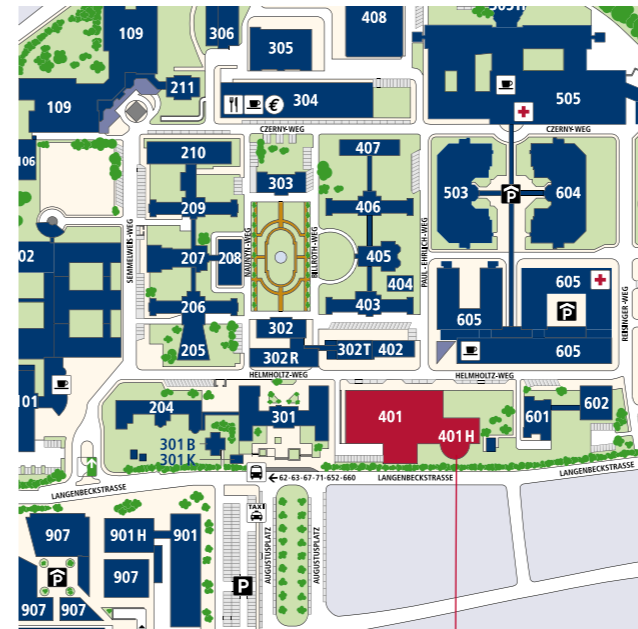 109
306
408
305 H
305
211
109
304
€
505
CZERNY-WEG
CZERNY-WEG
106
210
407
303
503
604
209
406
SEMMELWEIS-WEG
NAUNYN-WEG
BILLROTH-WEG
PAUL-EHRLICH-WEG
REISINGER-WEG
02
207
208
405
404
605
P
206
403
605
302
205
302 R
302T
402
605
HELMHOLTZ-WEG
HELMHOLTZ-WEG
101
204
301
401
601
602
401 H
301 B
301 K
62-63-67-71-652-660
LANGENBECKSTRASSE
LANGENBECKSTRASSE
LANGENBECKSTRASSE
TAXI
907
901 H
901
AUGUSTUSPLATZ
AUGUSTUSPLATZ
P
907
P
907
907